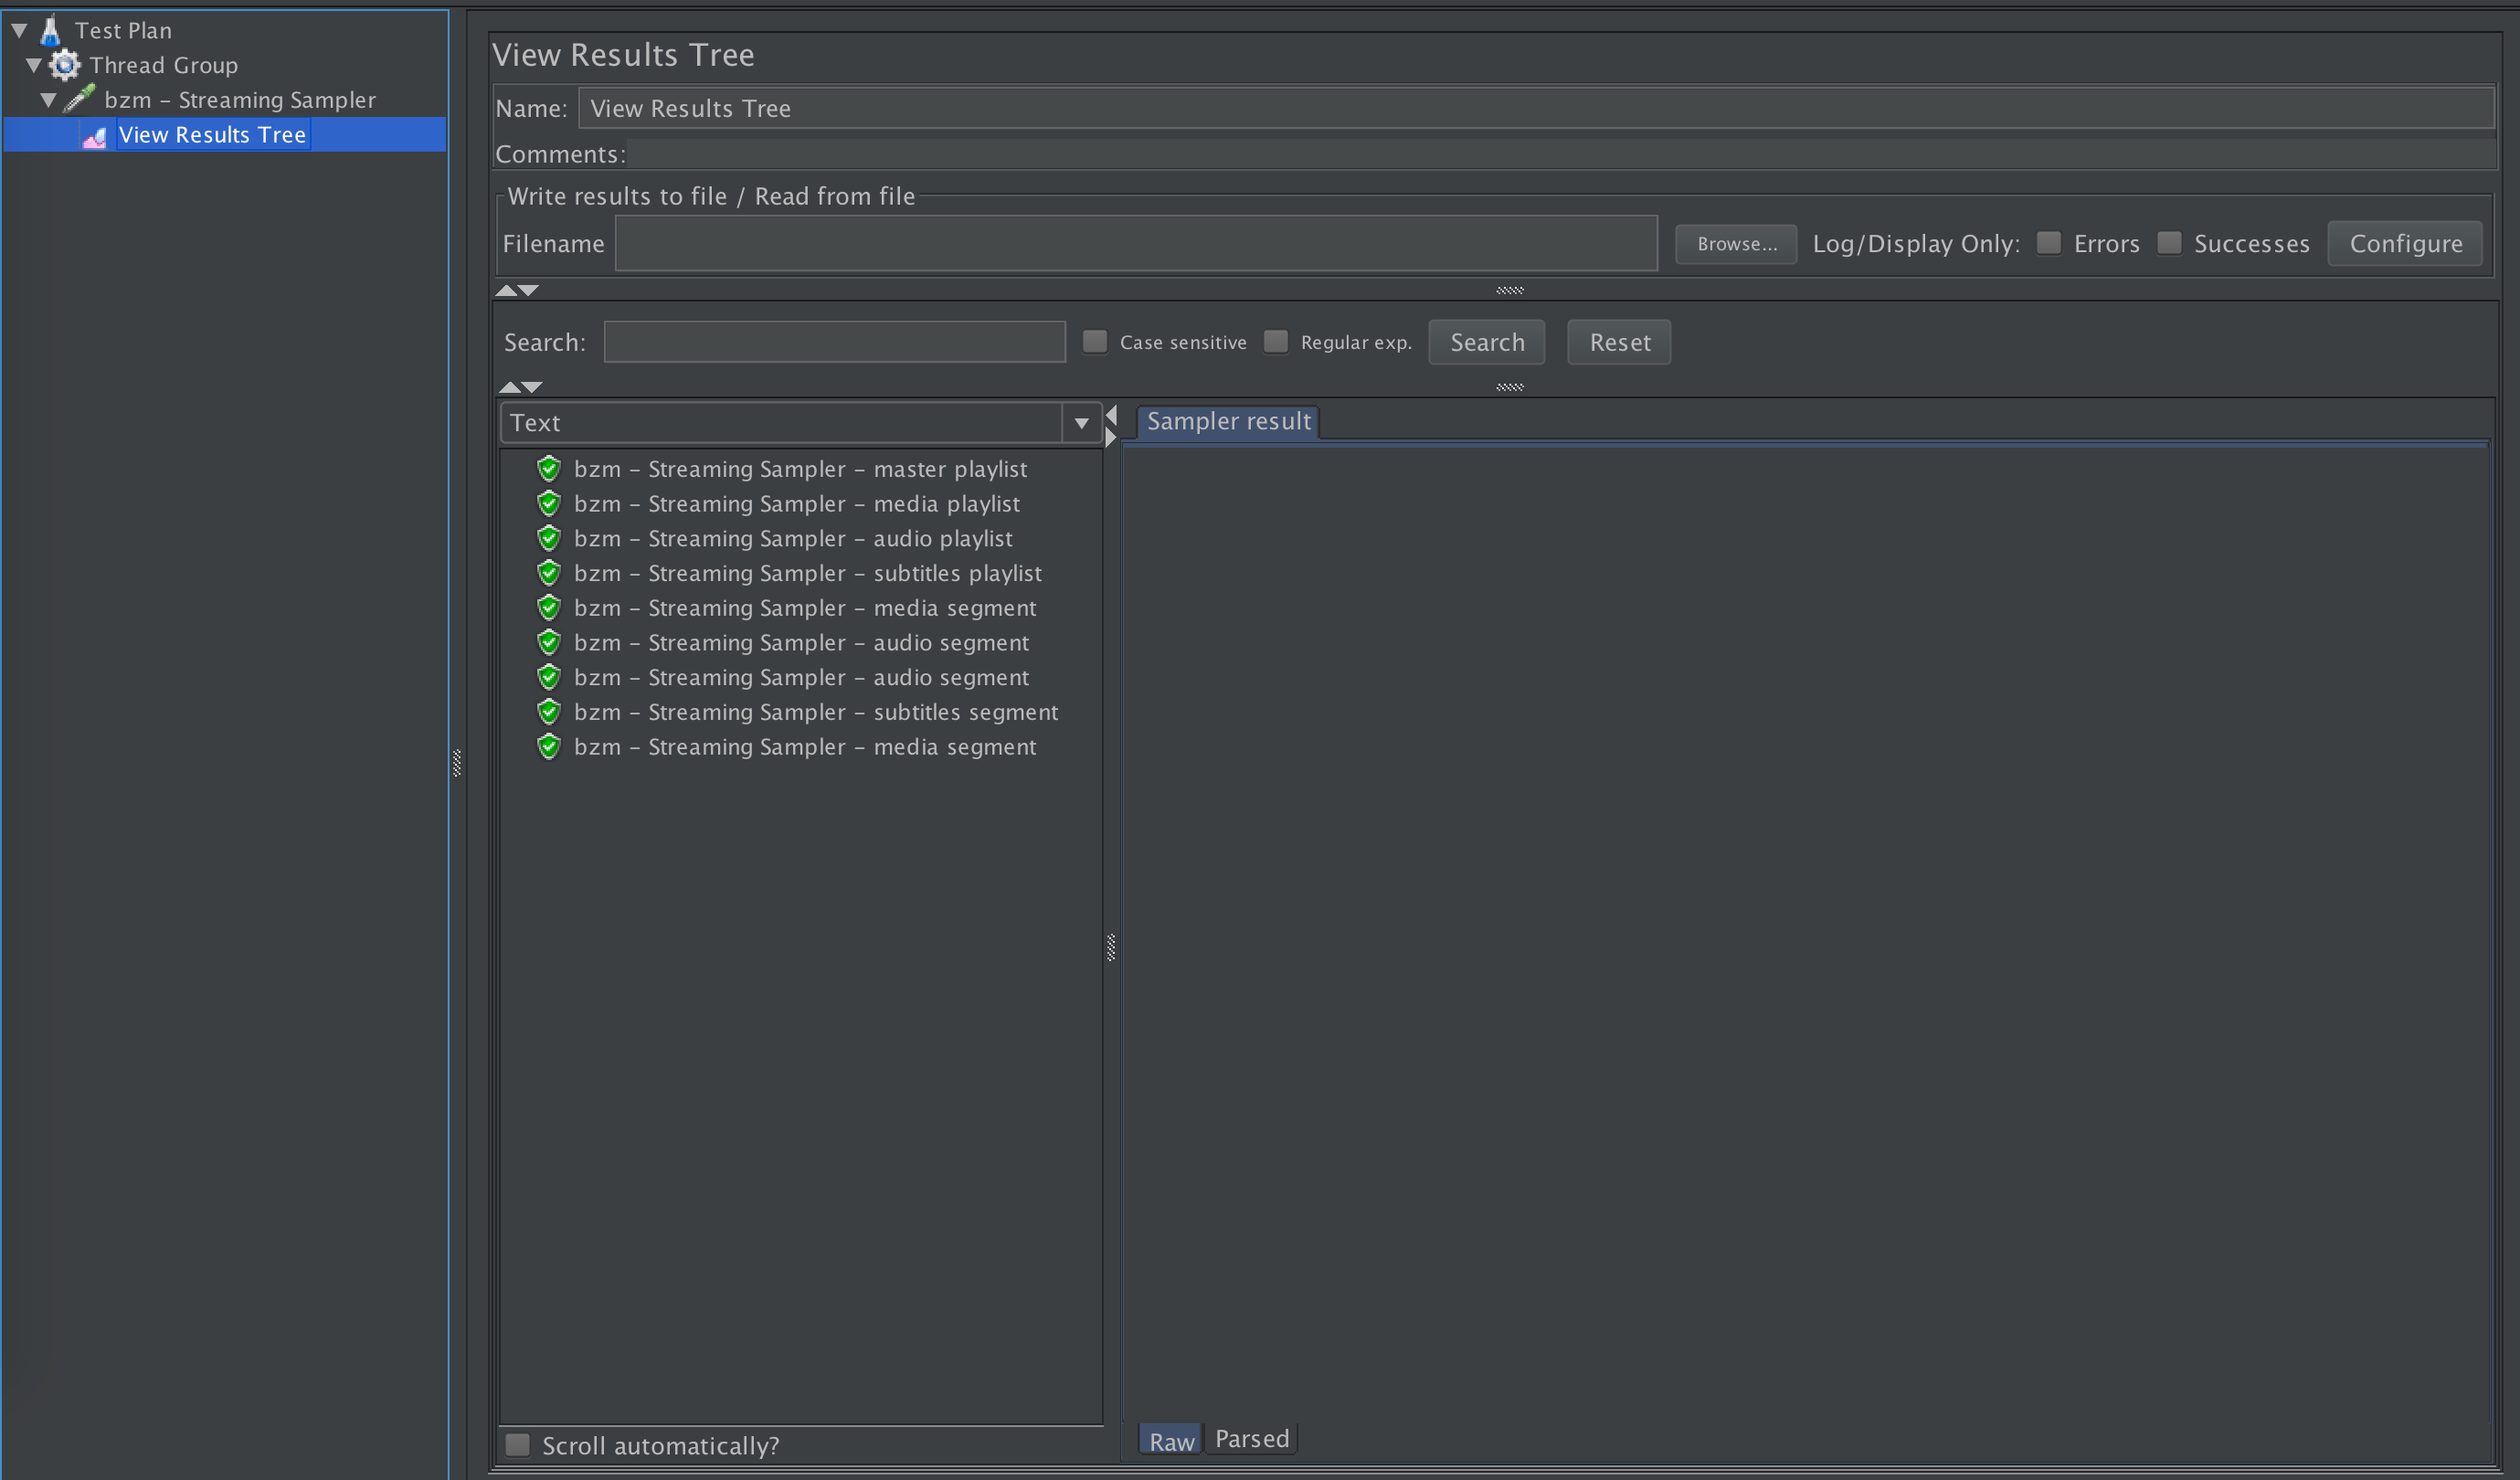 Test Plan
Thread Group
bzm – Streaming Sampler
View Results Tree
View Results Tree
Name: View Results Tree
Comments:
Write results to file / Read from file
Filename Browse... Log/Display Only: Errors Successes Configure
Search: Case sensitive Regular exp. Search Reset
Text
Sampler result
bzm – Streaming Sampler – master playlist
bzm – Streaming Sampler – media playlist
bzm – Streaming Sampler – audio playlist
bzm – Streaming Sampler – subtitles playlist
bzm – Streaming Sampler – media segment
bzm – Streaming Sampler – audio segment
bzm – Streaming Sampler – audio segment
bzm – Streaming Sampler – subtitles segment
bzm – Streaming Sampler – media segment
Scroll automatically?
Raw Parsed